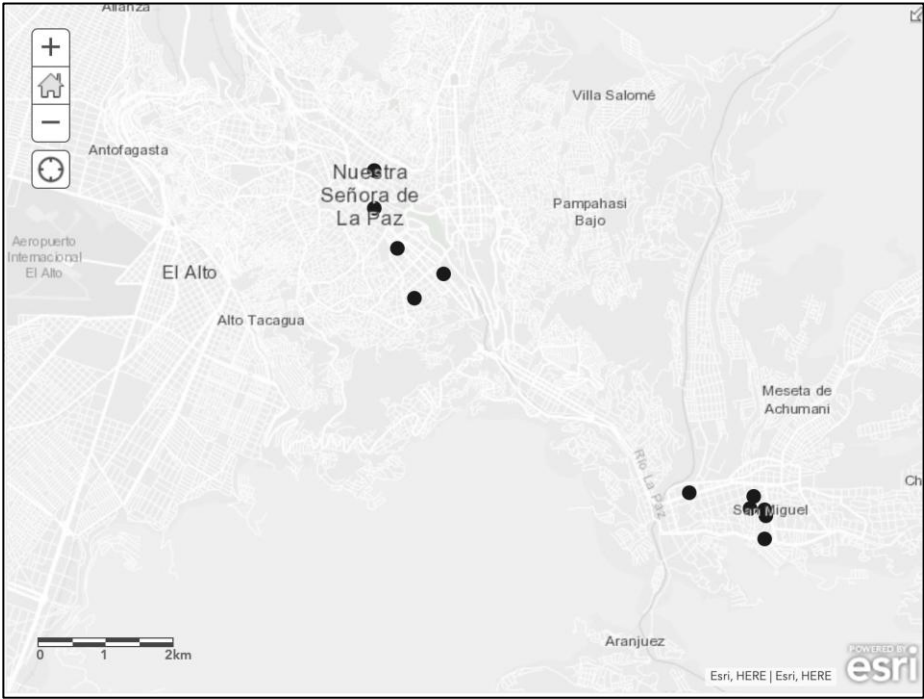 Alianza
+
−
Villa Salomé
Antofagasta
Nuestra
Señora de
La Paz
Pampahasi
Bajo
Aeropuerto
Internacional
El Alto
El Alto
Alto Tacagua
Meseta de
Achumani
Río La Paz
Ch
San Miguel
Aranjuez
0 1 2km
Esri, HERE | Esri, HERE
POWERED BY
esri